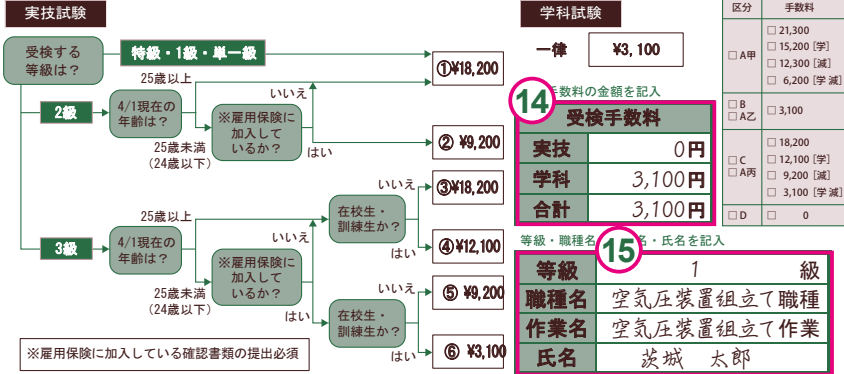 実技試験
受検する
等級は？
特級・1級・単一級
①¥18,200
2級
4/1現在の
年齢は？
25歳以上
25歳未満
(24歳以下)
※雇用保険に
加入して
いるか？
いいえ
はい
② ¥9,200
3級
4/1現在の
年齢は？
25歳以上
25歳未満
(24歳以下)
※雇用保険に
加入して
いるか？
いいえ
はい
在校生・
訓練生か？
いいえ
③¥18,200
はい
④¥12,100
在校生・
訓練生か？
いいえ
⑤ ¥9,200
はい
⑥ ¥3,100
※雇用保険に加入している確認書類の提出必須
学科試験
一律 ¥3,100
14
手数料の金額を記入
受検手数料
実技 0円
学科 3,100円
合計 3,100円
15
等級・職種名 名・氏名を記入
等級 1 級
職種名 空気圧装置組立て職種
作業名 空気圧装置組立て作業
氏名 茨城 太郎
区分 手数料
□A甲
□ 21,300
□ 15,200 [学]
□ 12,300 [減]
□ 6,200 [学 減]
□B
□A乙
□ 3,100
□C
□A丙
□ 18,200
□ 12,100 [学]
□ 9,200 [減]
□ 3,100 [学 減]
□D □ 0